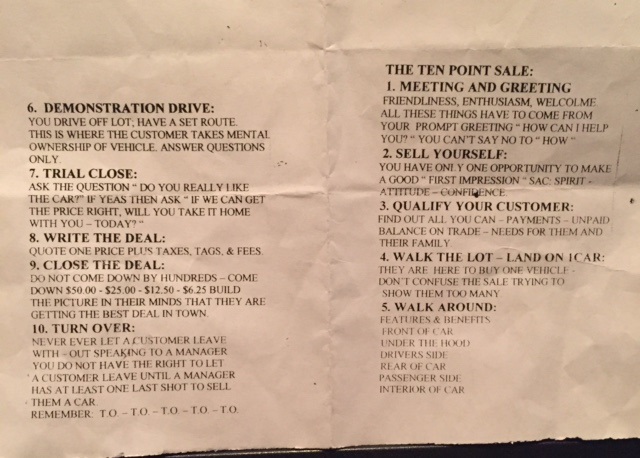 THE TEN POINT SALE:
1. MEETING AND GREETING
FRIENDLINESS, ENTHUSIASM, WELCOLME
ALL THESE THINGS HAVE TO COME FROM
YOUR PROMPT GREETING " HOW CAN I HELP
YOU? " YOU CAN'T SAY NO TO " HOW "
2. SELL YOURSELF:
YOU HAVE ONLY ONE OPPORTUNITY TO MAKE
A GOOD " FIRST IMPRESSION " SAC: SPIRIT -
ATTITUDE - CONFIDENCE
3. QUALIFY YOUR CUSTOMER:
FIND OUT ALL YOU CAN - PAYMENTS - UNPAID
BALANCE ON TRADE - NEEDS FOR THEM AND
THEIR FAMILY
4. WALK THE LOT - LAND ON 1CAR:
THEY ARE HERE TO BUY ONE VEHICLE -
DON'T CONFUSE THE SALE TRYING TO
SHOW THEM TOO MANY
5. WALK AROUND:
FEATURES & BENEFITS
FRONT OF CAR
UNDER THE HOOD
DRIVERS SIDE
REAR OF CAR
PASSENGER SIDE
INTERIOR OF CAR
6. DEMONSTRATION DRIVE:
YOU DRIVE OFF LOT; HAVE A SET ROUTE.
THIS IS WHERE THE CUSTOMER TAKES MENTAL
OWNERSHIP OF VEHICLE. ANSWER QUESTIONS
ONLY.
7. TRIAL CLOSE:
ASK THE QUESTION " DO YOU REALLY LIKE
THE CAR?" IF YEAS THEN ASK " IF WE CAN GET
THE PRICE RIGHT, WILL YOU TAKE IT HOME
WITH YOU - TODAY? "
8. WRITE THE DEAL:
QUOTE ONE PRICE PLUS TAXES, TAGS, & FEES.
9. CLOSE THE DEAL:
DO NOT COME DOWN BY HUNDREDS - COME
DOWN $50.00 - $25.00 - $12.50 - $6.25 BUILD
THE PICTURE IN THEIR MINDS THAT THEY ARE
GETTING THE BEST DEAL IN TOWN.
10. TURN OVER:
NEVER EVER LET A CUSTOMER LEAVE
WITH - OUT SPEAKING TO A MANAGER
YOU DO NOT HAVE THE RIGHT TO LET
A CUSTOMER LEAVE UNTIL A MANAGER
HAS AT LEAST ONE LAST SHOT TO SELL
THEM A CAR
REMEMBER: T.O. - T.O. - T.O. - T.O. - T.O.